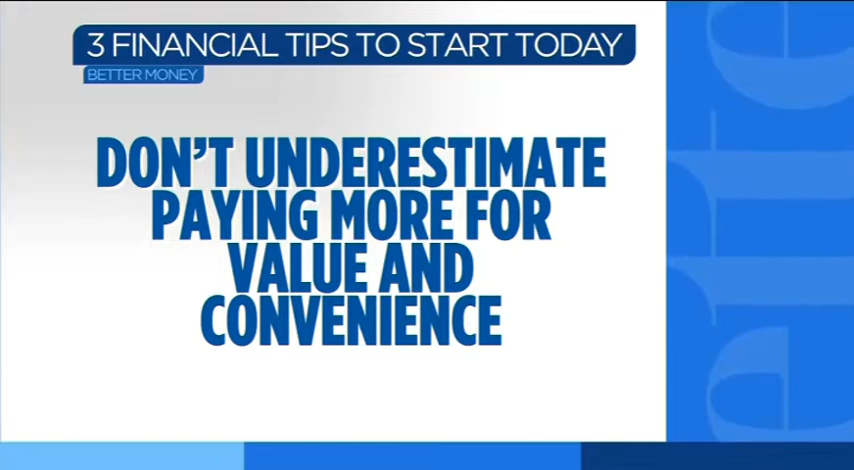 3 FINANCIAL TIPS TO START TODAY
BETTER MONEY
DON'T UNDERESTIMATE
PAYING MORE FOR
VALUE AND
CONVENIENCE